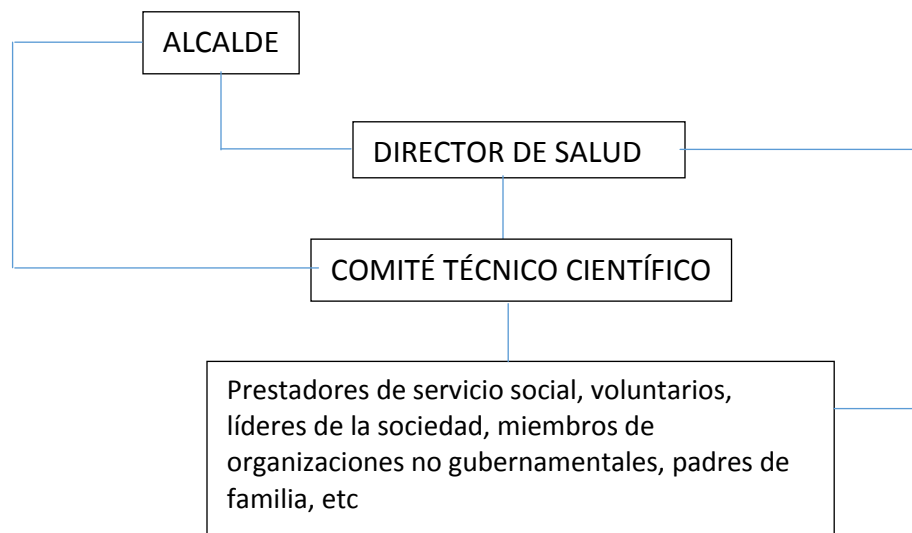 ALCALDE
DIRECTOR DE SALUD
COMITÉ TÉCNICO CIENTÍFICO
Prestadores de servicio social, voluntarios,
líderes de la sociedad, miembros de
organizaciones no gubernamentales, padres de
familia, etc